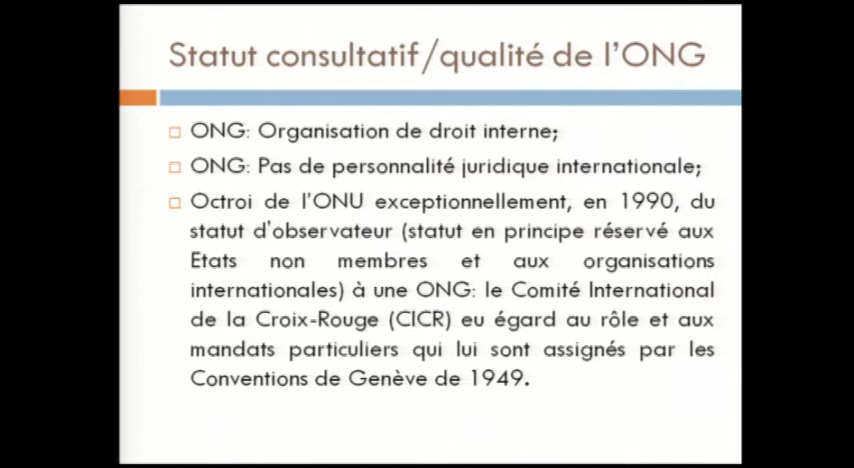 Statut consultatif/qualité de l'ONG
ONG: Organisation de droit interne;
ONG: Pas de personnalité juridique internationale;
Octroi de l'ONU exceptionnellement, en 1990, du
statut d'observateur (statut en principe réservé aux
Etats non membres et aux organisations
internationales) à une ONG: le Comité International
de la Croix-Rouge (CICR) eu égard au rôle et aux
mandats particuliers qui lui sont assignés par les
Conventions de Genève de 1949.